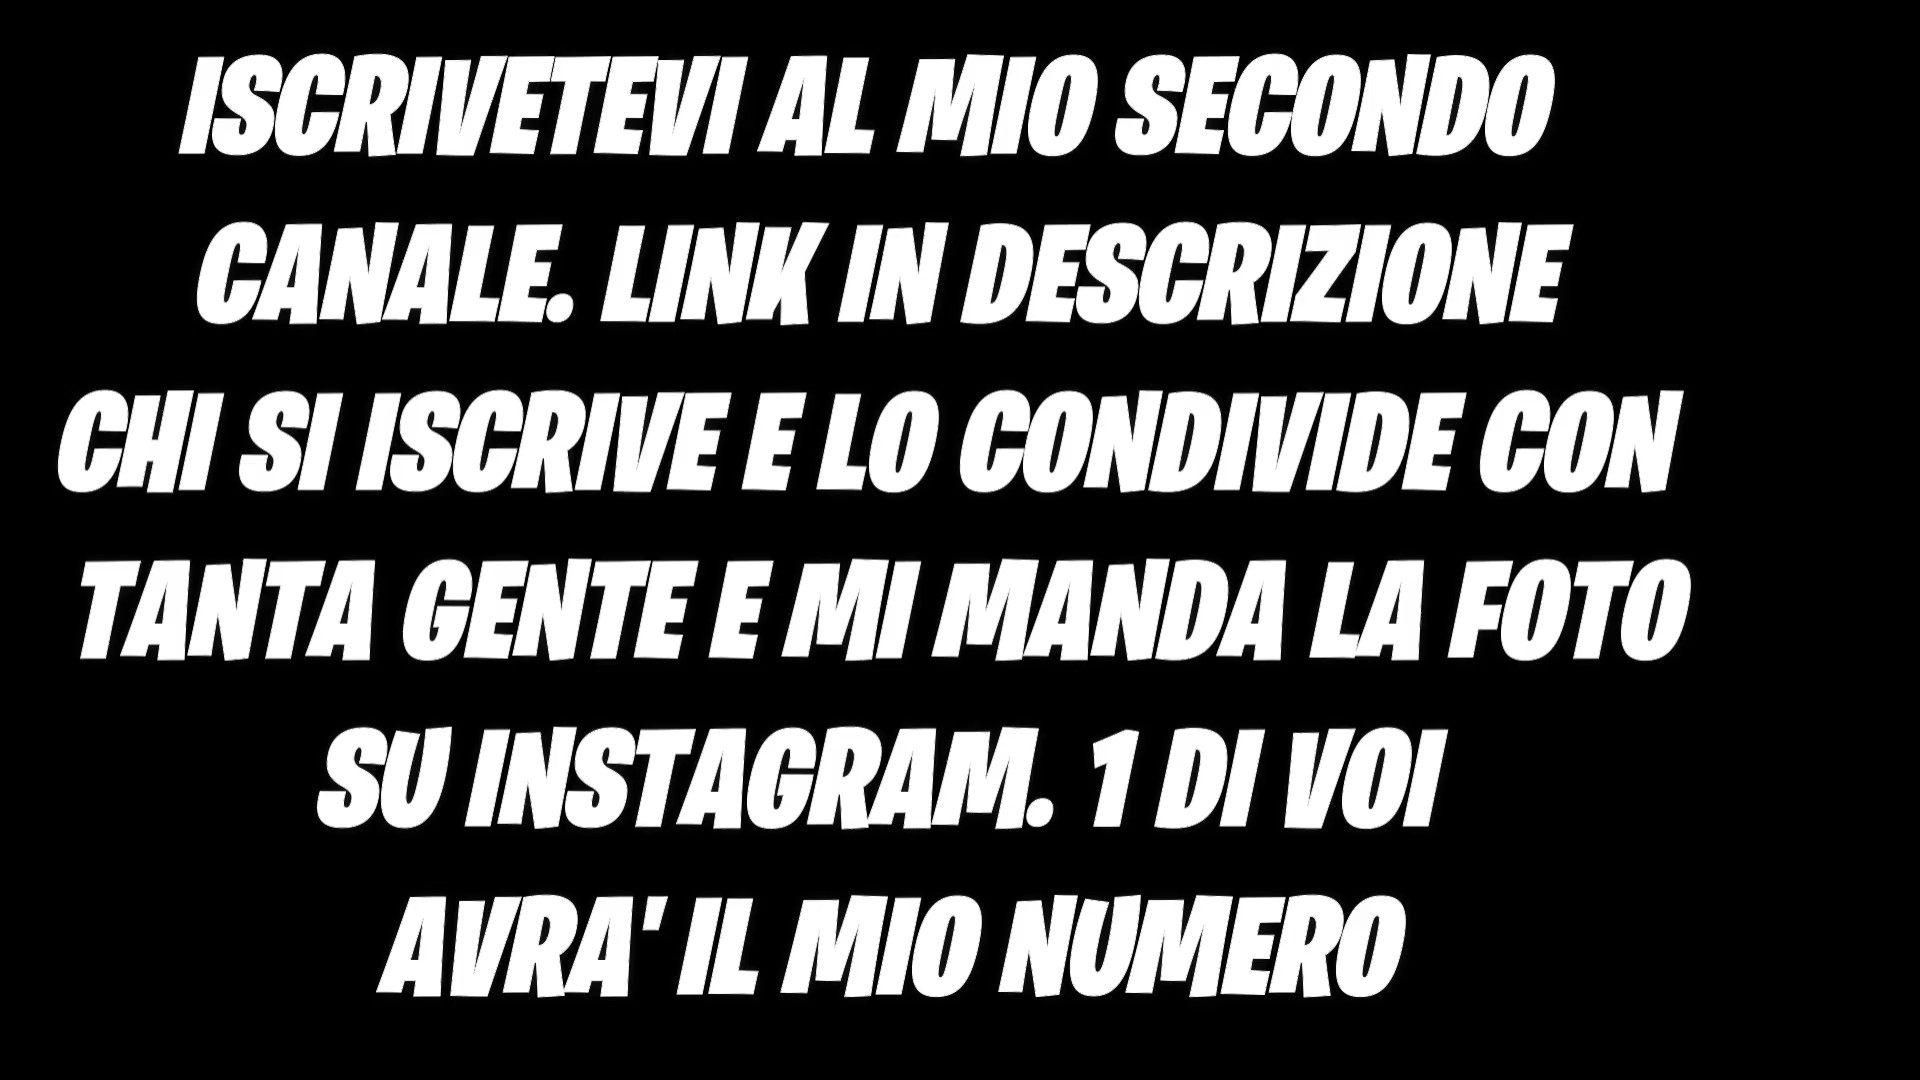 ISCRIVETEVI AL MIO SECONDO
CANALE. LINK IN DESCRIZIONE
CHI SI ISCRIVE E LO CONDIVIDE CON
TANTA GENTE E MI MANDA LA FOTO
SU INSTAGRAM. 1 DI VOI
AVRA' IL MIO NUMERO